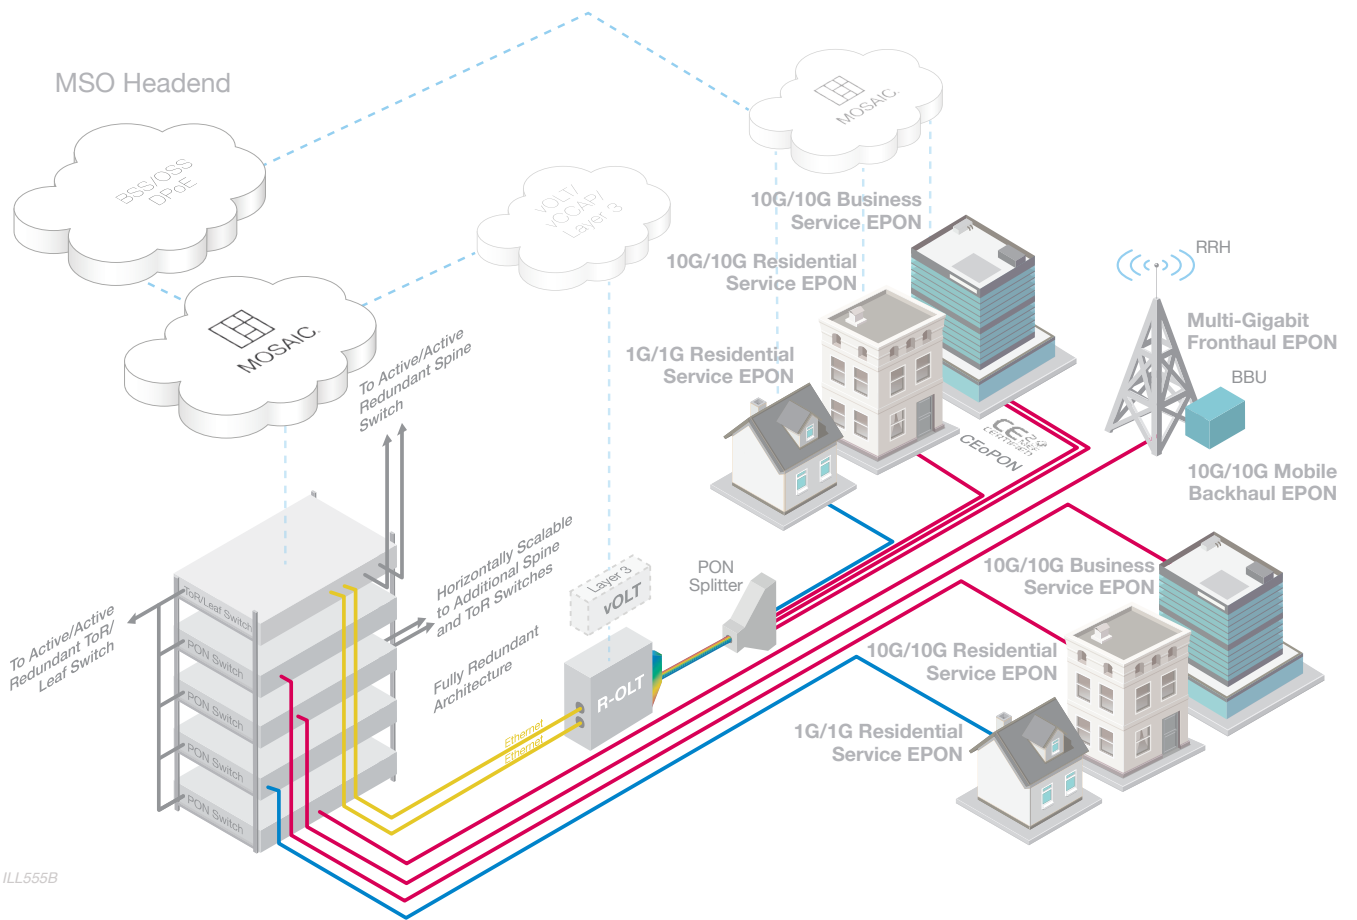 MSO Headend
BSS/OSS
DPoE
MOSAIC.
vOLT/
vCCAP/
Layer 3
MOSAIC.
To Active/Active
Redundant Spine
Switch
10G/10G Business
Service EPON
10G/10G Residential
Service EPON
1G/1G Residential
Service EPON
RRH
Multi-Gigabit
Fronthaul EPON
BBU
10G/10G Mobile
Backhaul EPON
CE 2.0
CERTIFIED
CEoPON
Horizontally Scalable
to Additional Spine
and ToR Switches
To Active/Active
Redundant ToR/
Leaf Switch
ToR/Leaf Switch
PON Switch
PON Switch
PON Switch
PON Switch
Fully Redundant
Architecture
Layer 3
vOLT
R-OLT
Ethernet
Ethernet
PON
Splitter
10G/10G Business
Service EPON
10G/10G Residential
Service EPON
1G/1G Residential
Service EPON
ILL555B